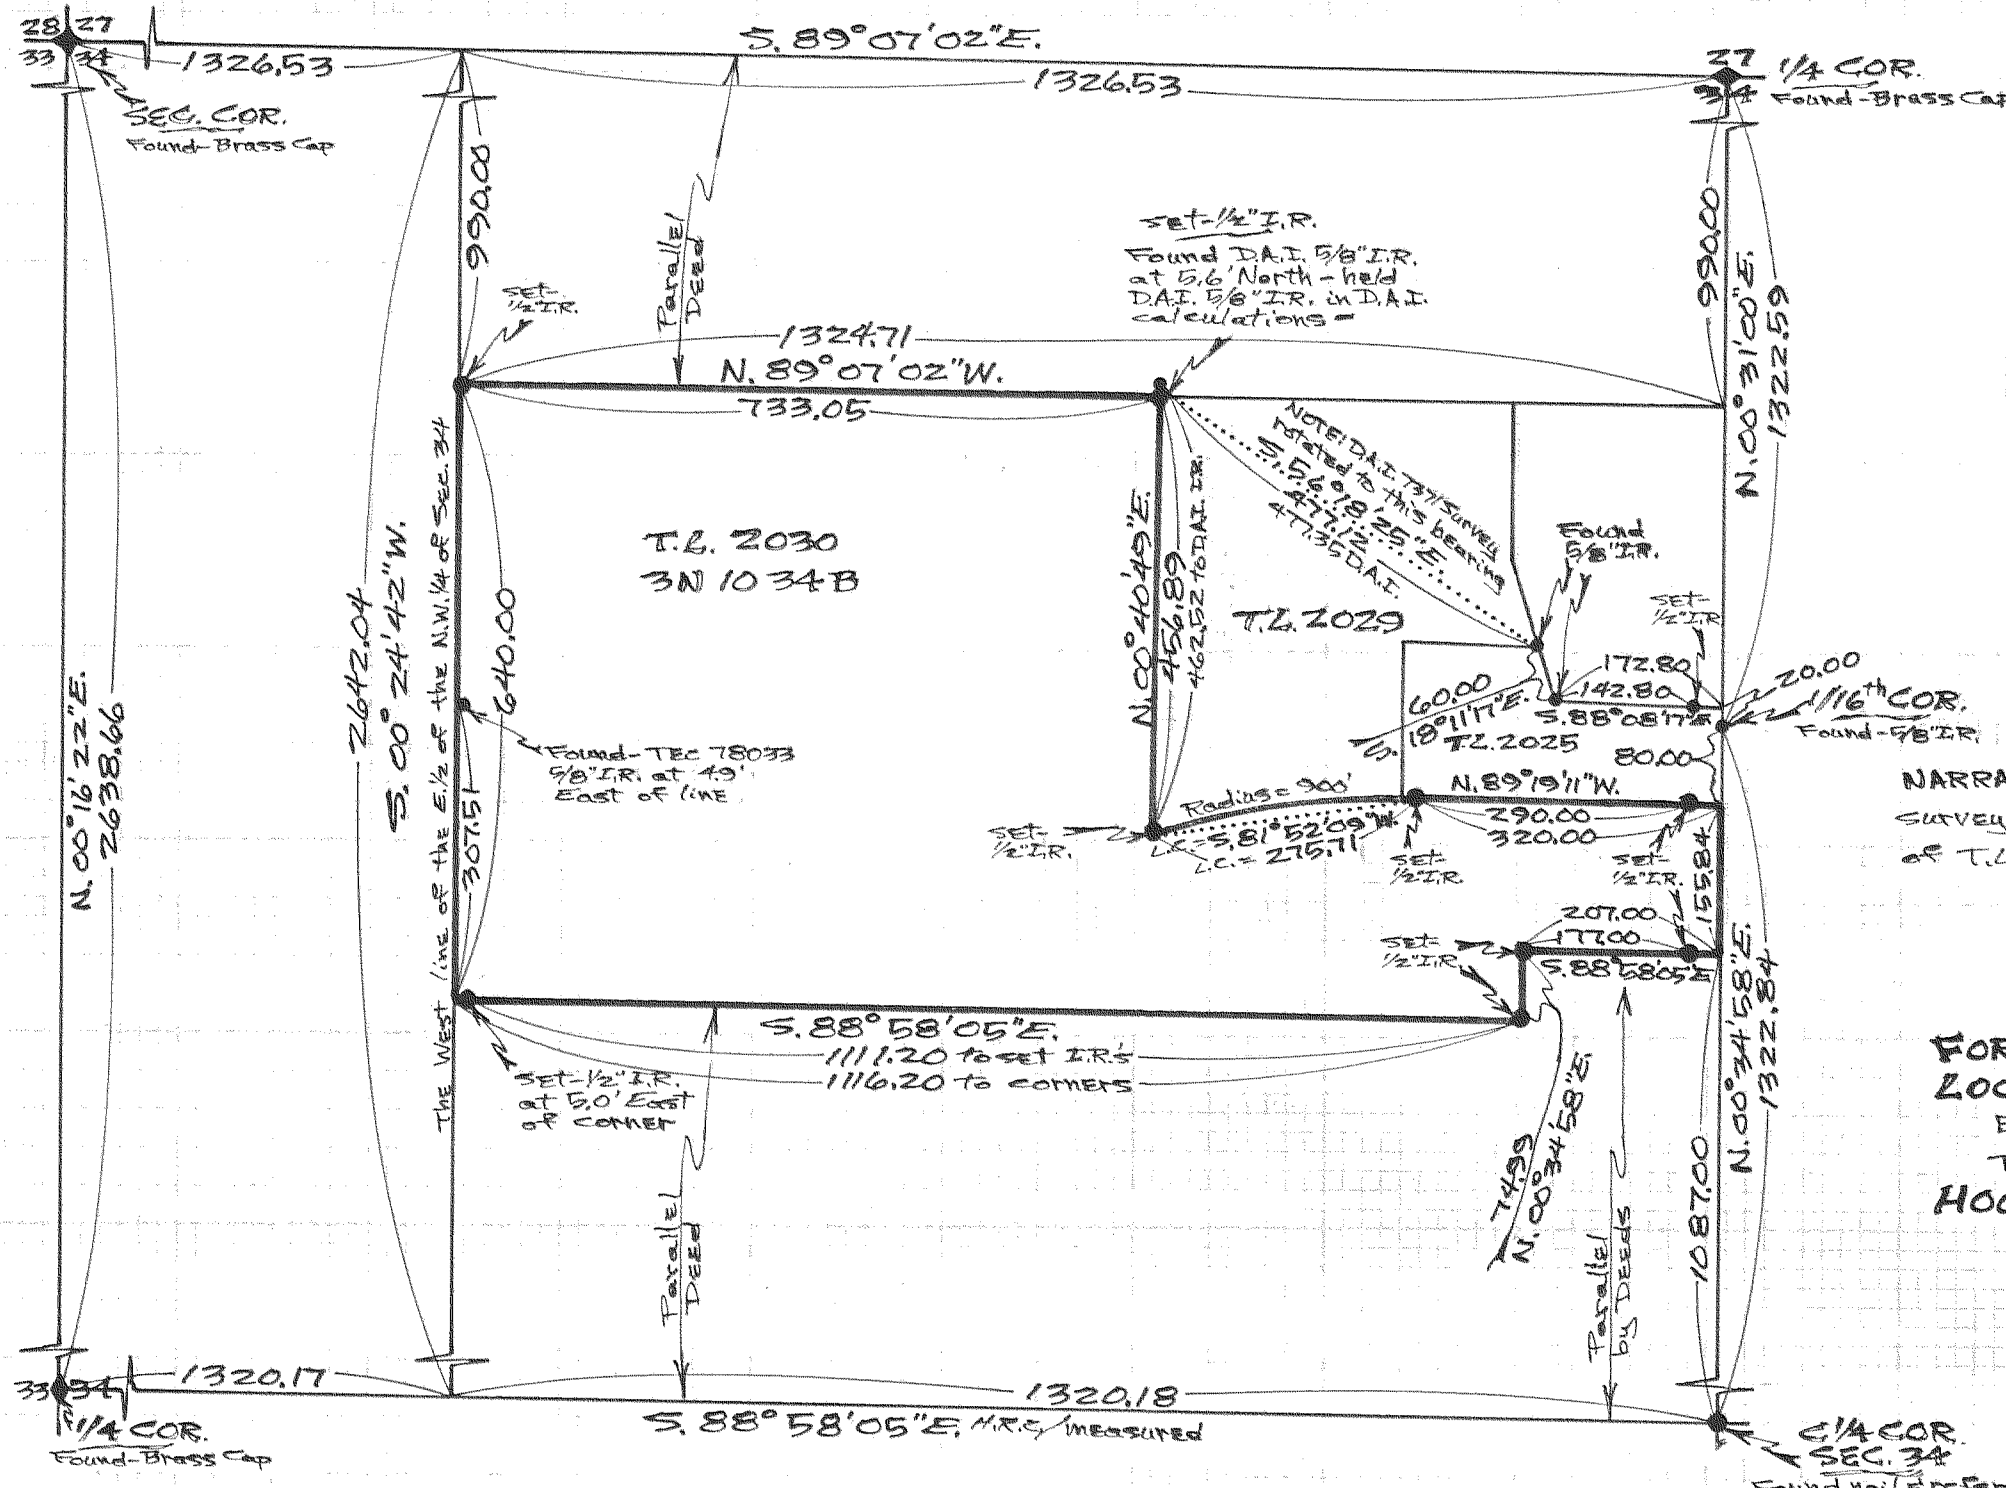 28 27
33 34
1326.53
S. 89°07'02"E.
1326.53
27
34
1/4 COR.
Found-Brass Cap
SEC. COR.
Found-Brass Cap
990.00
Parallel
Deed
set-1/2"I.R.
Found D.A.I. 5/8"I.R.
at 5.6' North-held
D.A.I. 5/8"I.R. in D.A.I.
calculations-
990.00
N.00°31'00"E.
1322.59
SET-
1/2"I.R.
1324.71
N. 89°07'02"W.
733.05
NOTE: D.A.I. 737/Survey
rotated to this bearing
S. 56°18'25"E.
477.12
477.35 D.A.I.
T.L. 2030
3N 10 34 B
N.00°40'49"E.
456.89
462.52 to D.A.I. I.R.
T.L. 2029
Found
5/8"I.R.
SET-
1/2"I.R.
172.80
142.80
S.88°08'17"E
20.00
1/16th COR.
Found-5/8"I.R.
60.00
S. 18°11'17"E.
T.L. 2025
80.00
N.00°16'22"E.
2638.66
2642.04
S. 00° 24'42"W.
The West line of the E.1/2 of the N.W.1/4 of Sec. 34
640.00
307.51
Found-TEC 78033
5/8"I.R. at 4.9'
East of line
NARRA
Survey
of T.L
N.89°19'11"W.
290.00
320.00
Radius=900'
L.C.=S.81°52'09"W.
L.C.= 275.71
SET-
1/2"I.R.
SET-
1/2"I.R.
SET-
1/2"I.R.
155.84
207.00
177.00
S.88°58'05"E
SET-
1/2"I.R.
S. 88°58'05"E.
1111.20 to set I.R.'s
1116.20 to corners
SET-1/2" I.R.
at 5.0' East
of corner
74.99
N.00°34'58"E.
N.00°34'58"E.
1322.84
1087.00
FOR
200
HOO
Parallel
Deed
Parallel
by Deeds
33 34
1320.17
1320.18
S. 88°58'05"E. H.R.C./measured
1/4 COR.
Found-Brass Cap
C1/4 COR.
SEC. 34
Found nail